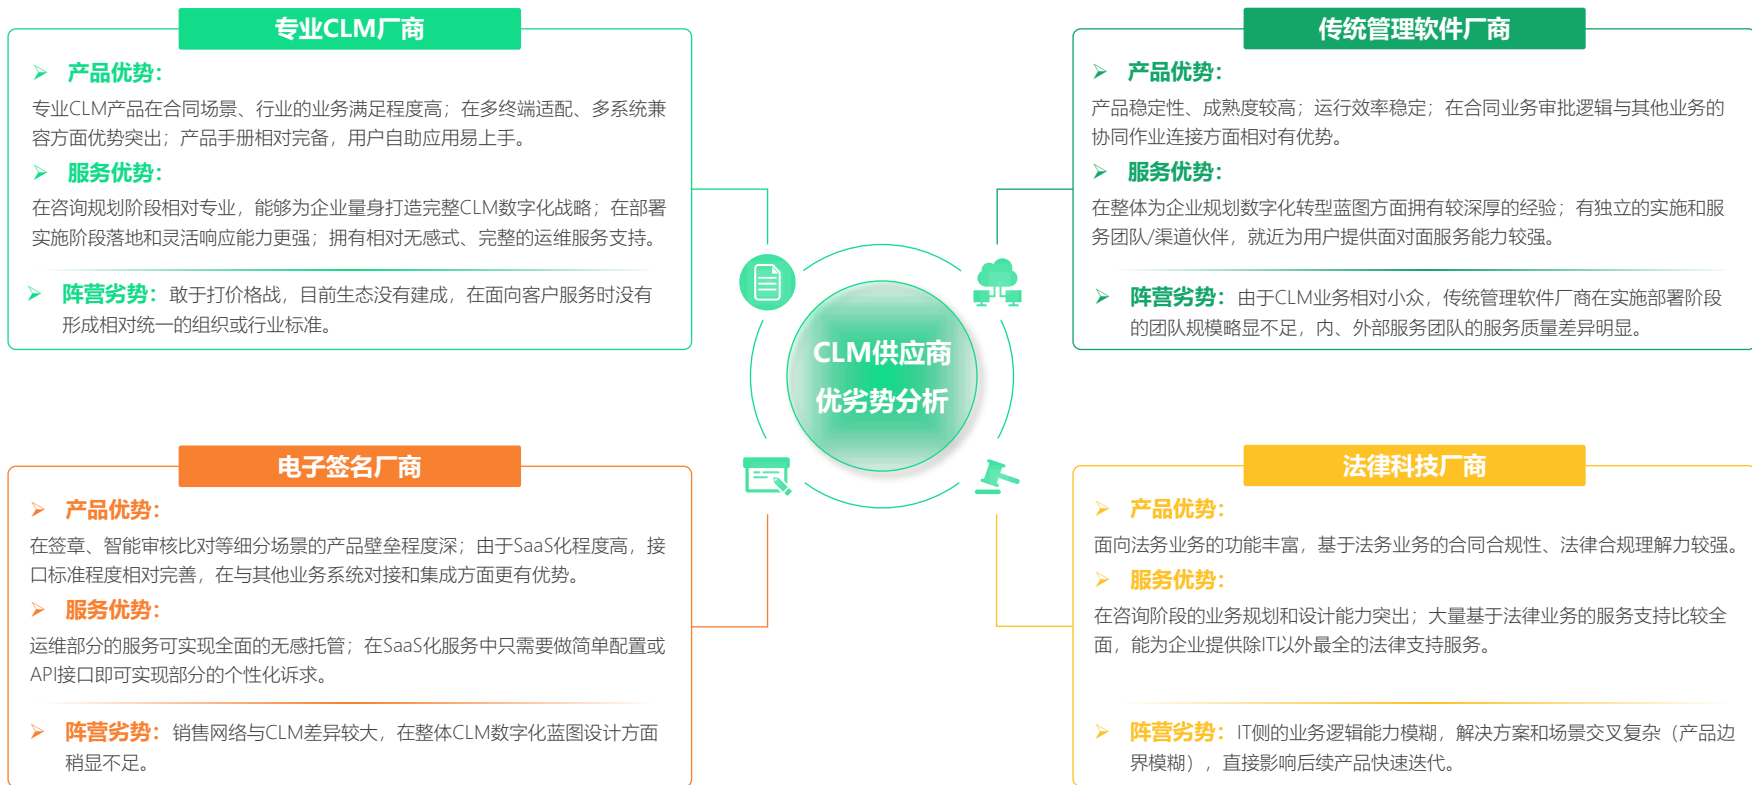 专业CLM厂商
产品优势：
专业CLM产品在合同场景、行业的业务满足程度高；在多终端适配、多系统兼
容方面优势突出；产品手册相对完备，用户自助应用易上手。
服务优势：
在咨询规划阶段相对专业，能够为企业量身打造完整CLM数字化战略；在部署
实施阶段落地和灵活响应能力更强；拥有相对无感式、完整的运维服务支持。
阵营劣势：敢于打价格战，目前生态没有建成，在面向客户服务时没有
形成相对统一的组织或行业标准。
传统管理软件厂商
产品优势：
产品稳定性、成熟度较高；运行效率稳定；在合同业务审批逻辑与其他业务的
协同作业连接方面相对有优势。
服务优势：
在整体为企业规划数字化转型蓝图方面拥有较深厚的经验；有独立的实施和服
务团队/渠道伙伴，就近为用户提供面对面服务能力较强。
阵营劣势：由于CLM业务相对小众，传统管理软件厂商在实施部署阶段
的团队规模略显不足，内、外部服务团队的服务质量差异明显。
CLM供应商
优劣势分析
电子签名厂商
产品优势：
在签章、智能审核比对等细分场景的产品壁垒程度深；由于SaaS化程度高，接
口标准程度相对完善，在与其他业务系统对接和集成方面更有优势。
服务优势：
运维部分的服务可实现全面的无感托管；在SaaS化服务中只需要做简单配置或
API接口即可实现部分的个性化诉求。
阵营劣势：销售网络与CLM差异较大，在整体CLM数字化蓝图设计方面
稍显不足。
法律科技厂商
产品优势：
面向法务业务的功能丰富，基于法务业务的合同合规性、法律合规理解力较强。
服务优势：
在咨询阶段的业务规划和设计能力突出；大量基于法律业务的服务支持比较全
面，能为企业提供除IT以外最全的法律支持服务。
阵营劣势：IT侧的业务逻辑能力模糊，解决方案和场景交叉复杂（产品边
界模糊），直接影响后续产品快速迭代。